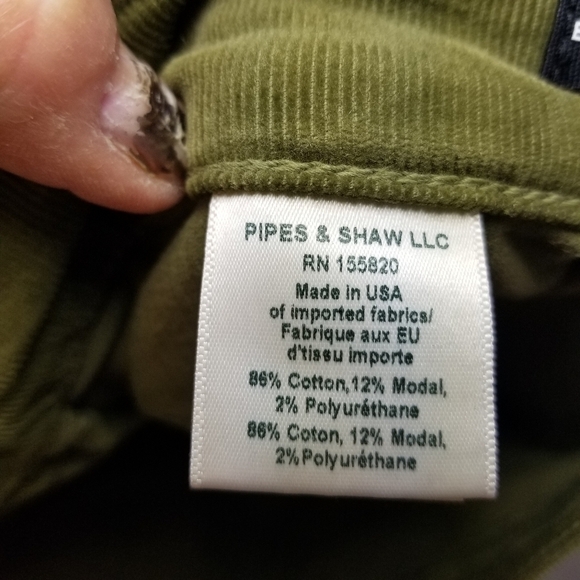 PIPES & SHAW LLC
RN 155820
Made in USA
of imported fabrics/
Fabrique aux EU
d'tissu importe
86% Cotton,12% Modal,
2% Polyuréthane
86% Coton, 12% Modal,
2%Polyuréthane